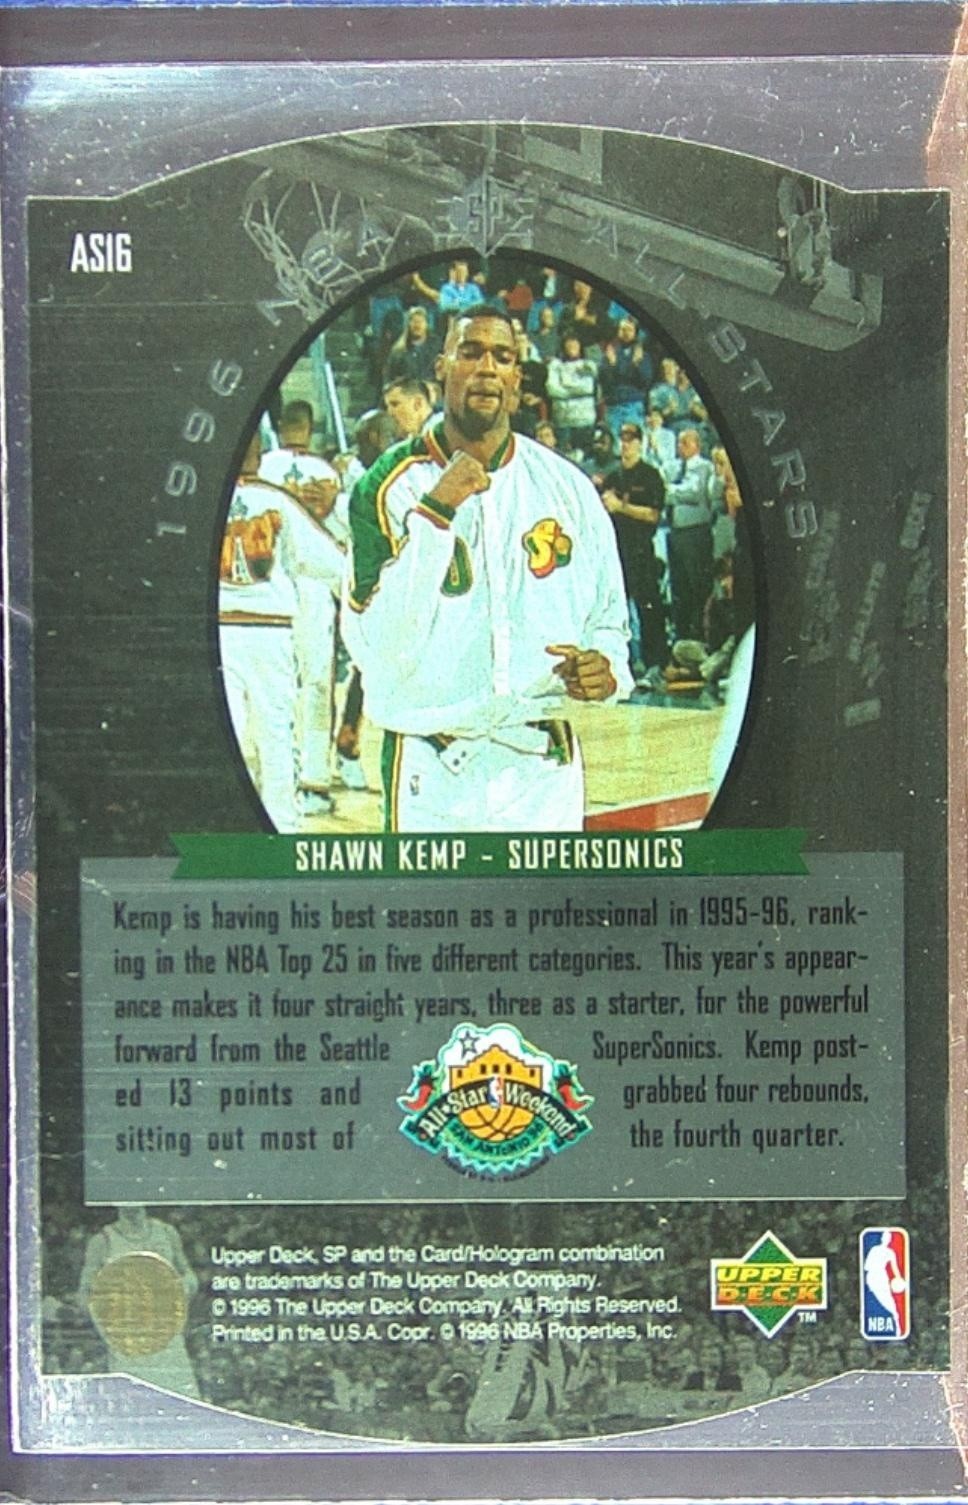 AS16
SP
1996 NBA ALL-STARS
SHAWN KEMP - SUPERSONICS
Kemp is having his best season as a professional in 1995-96, rank-
ing in the NBA Top 25 in five different categories. This year's appear-
ance makes it four straight years, three as a starter, for the powerful
forward from the Seattle SuperSonics. Kemp post-
ed 13 points and grabbed four rebounds,
sitting out most of the fourth quarter.
All-Star Weekend
SAN ANTONIO 96
Upper Deck, SP and the Card/Hologram combination
are trademarks of The Upper Deck Company.
© 1996 The Upper Deck Company. All Rights Reserved.
Printed in the U.S.A. Copr. © 1996 NBA Properties, Inc.
UPPER
D·E·C·K
TM
NBA